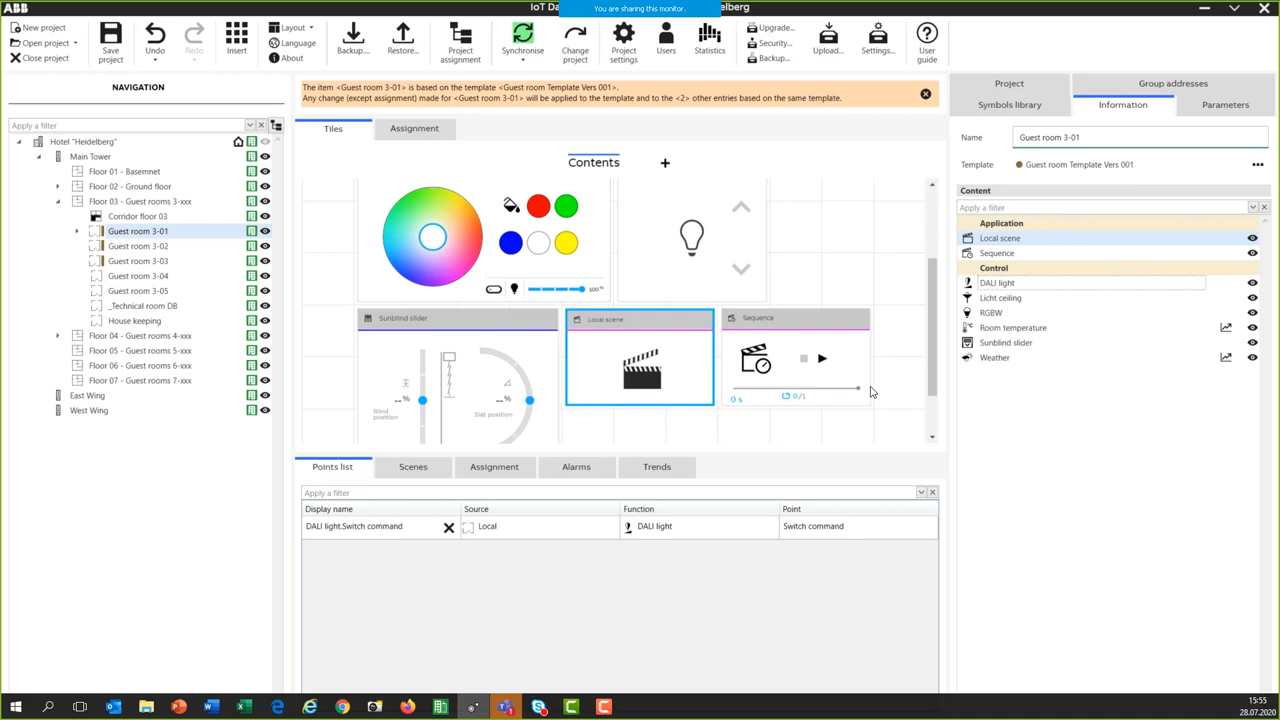 ABB
You are sharing this monitor.
IoT Da
elberg
New project
Open project
Close project
Save project
Undo
Redo
Insert
Layout
Language
About
Backup...
Restore...
Project assignment
Synchronise
Change project
Project settings
Users
Statistics
Upgrade...
Security...
Backup...
Upload...
Settings...
User guide
NAVIGATION
Apply a filter
Hotel "Heidelberg"
Main Tower
Floor 01 - Basemnet
Floor 02 - Ground floor
Floor 03 - Guest rooms 3-xxx
Corridor floor 03
Guest room 3-01
Guest room 3-02
Guest room 3-03
Guest room 3-04
Guest room 3-05
_Technical room DB
House keeping
Floor 04 - Guest rooms 4-xxx
Floor 05 - Guest rooms 5-xxx
Floor 06 - Guest rooms 6-xxx
Floor 07 - Guest rooms 7-xxx
East Wing
West Wing
The item <Guest room 3-01> is based on the template <Guest room Template Vers 001>.
Any change (except assignment) made for <Guest room 3-01> will be applied to the template and to the <2> other entries based on the same template.
Tiles
Assignment
Contents
100%
Sunblind slider
--%
Blind position
--%
Slat position
Local scene
Sequence
0 s
0/1
Points list
Scenes
Assignment
Alarms
Trends
Apply a filter
Display name
Source
Function
Point
DALI light.Switch command
Local
DALI light
Switch command
Project
Group addresses
Symbols library
Information
Parameters
Name
Guest room 3-01
Template
Guest room Template Vers 001
Content
Apply a filter
Application
Local scene
Sequence
Control
DALI light
Licht ceiling
RGBW
Room temperature
Sunblind slider
Weather
15:55
28.07.2020